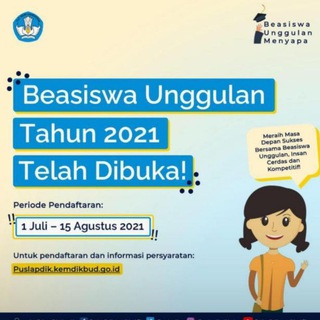 Beasiswa
Unggulan
Menyapa
Beasiswa Unggulan
Tahun 2021
Telah Dibuka!
Meraih Masa
Depan Sukses
Bersama Beasiswa
Unggulan, Insan
Cerdas dan
Kompetitif!
Periode Pendaftaran:
1 Juli – 15 Agustus 2021
Untuk pendaftaran dan informasi persyaratan:
Puslapdik.kemdikbud.go.id